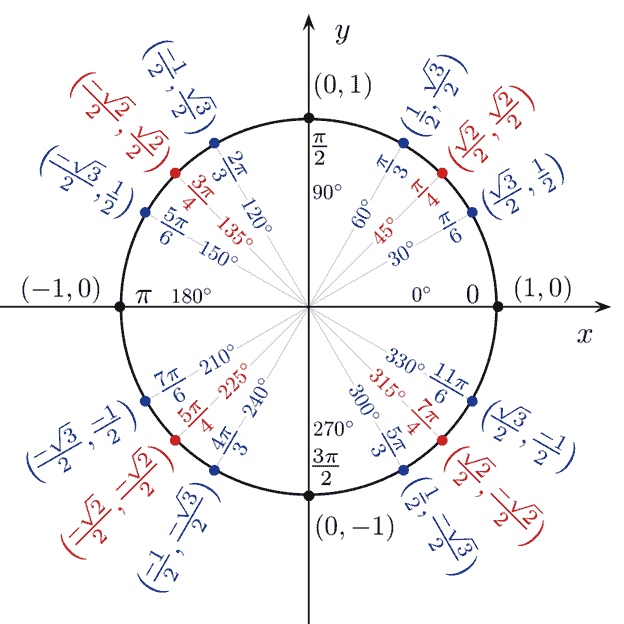 y
(0, 1)
(−1/2, √3/2)
(1/2, √3/2)
(−√2/2, √2/2)
(√2/2, √2/2)
(−√3/2, 1/2)
(√3/2, 1/2)
π/2
90°
2π/3 120°
60° π/3
3π/4 135°
45° π/4
5π/6 150°
30° π/6
(−1, 0) π 180°
0° 0 (1, 0)
x
7π/6 210°
330° 11π/6
5π/4 225°
315° 7π/4
4π/3 240°
300° 5π/3
270°
3π/2
(−√3/2, −1/2)
(√3/2, −1/2)
(−√2/2, −√2/2)
(√2/2, −√2/2)
(−1/2, −√3/2)
(1/2, −√3/2)
(0, −1)